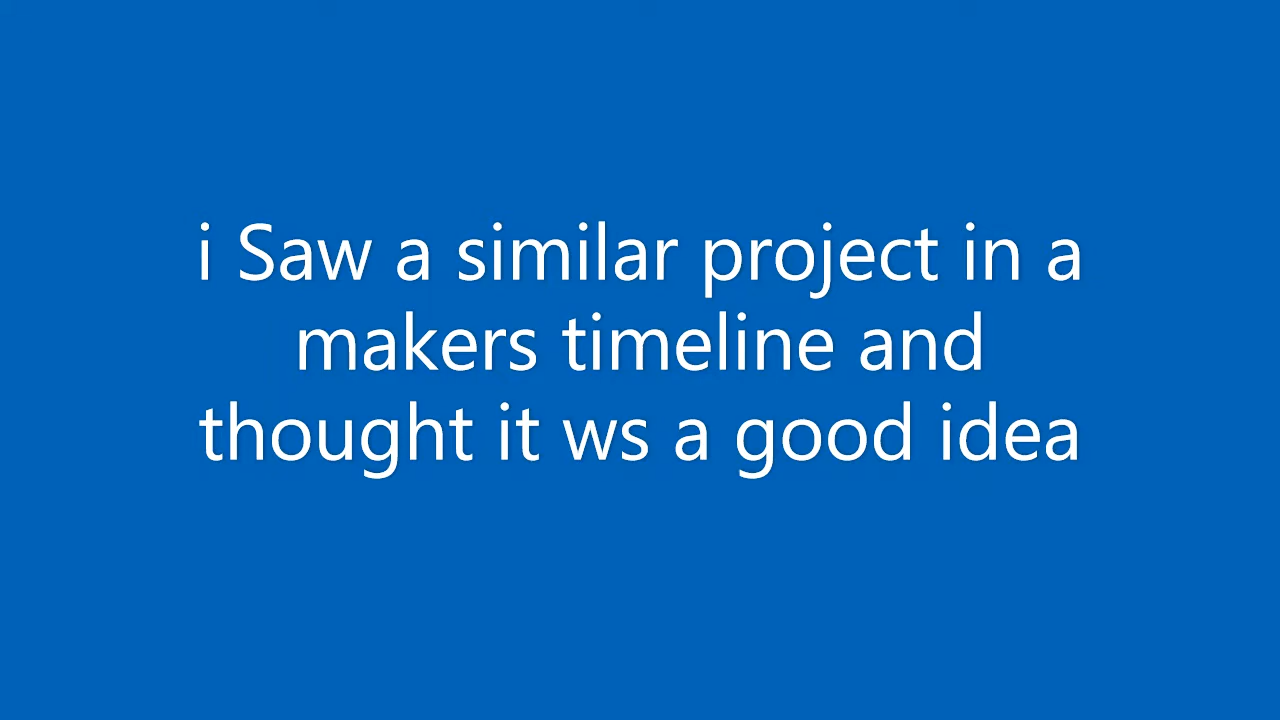 i Saw a similar project in a
makers timeline and
thought it ws a good idea